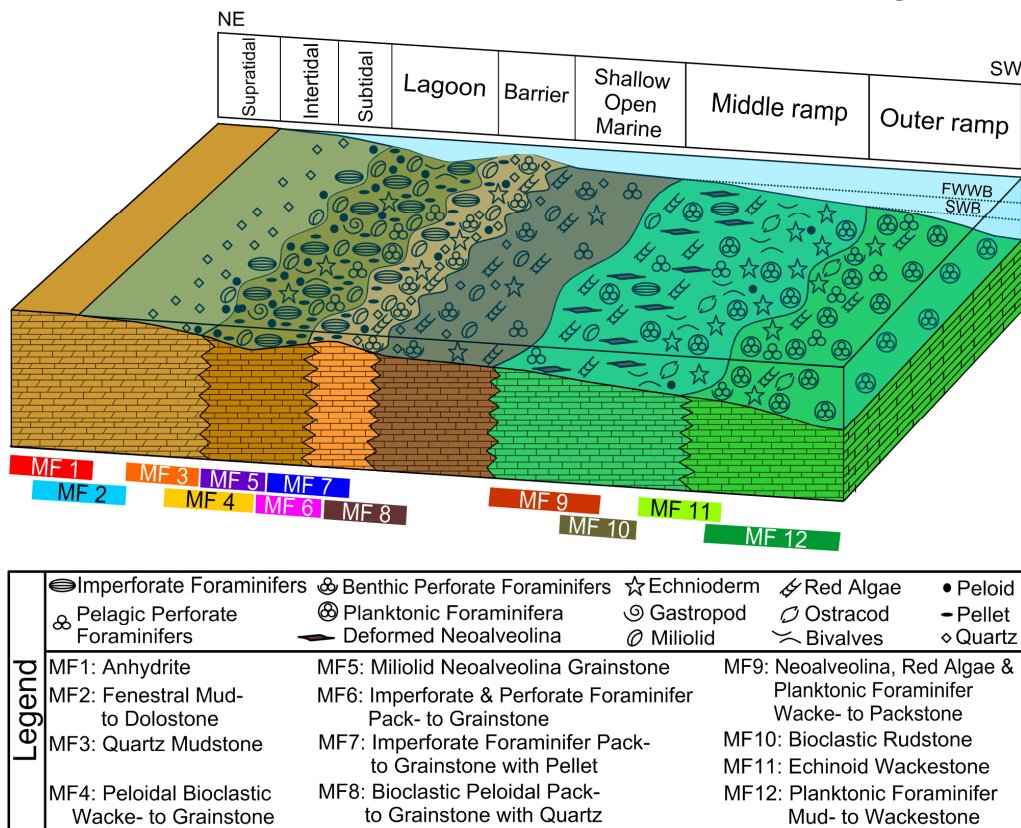 NE
SW
Supratidal
Intertidal
Subtidal
Lagoon
Barrier
Shallow
Open
Marine
Middle ramp
Outer ramp
FWWB
SWB
MF 1
MF 2
MF 3
MF 4
MF 5
MF 6
MF 7
MF 8
MF 9
MF 10
MF 11
MF 12
Legend
Imperforate Foraminifers
Benthic Perforate Foraminifers
Echnioderm
Red Algae
Peloid
Pelagic Perforate
Foraminifers
Planktonic Foraminifera
Gastropod
Ostracod
Pellet
Deformed Neoalveolina
Miliolid
Bivalves
Quartz
MF1: Anhydrite
MF2: Fenestral Mud-
to Dolostone
MF3: Quartz Mudstone
MF4: Peloidal Bioclastic
Wacke- to Grainstone
MF5: Miliolid Neoalveolina Grainstone
MF6: Imperforate & Perforate Foraminifer
Pack- to Grainstone
MF7: Imperforate Foraminifer Pack-
to Grainstone with Pellet
MF8: Bioclastic Peloidal Pack-
to Grainstone with Quartz
MF9: Neoalveolina, Red Algae &
Planktonic Foraminifer
Wacke- to Packstone
MF10: Bioclastic Rudstone
MF11: Echinoid Wackestone
MF12: Planktonic Foraminifer
Mud- to Wackestone